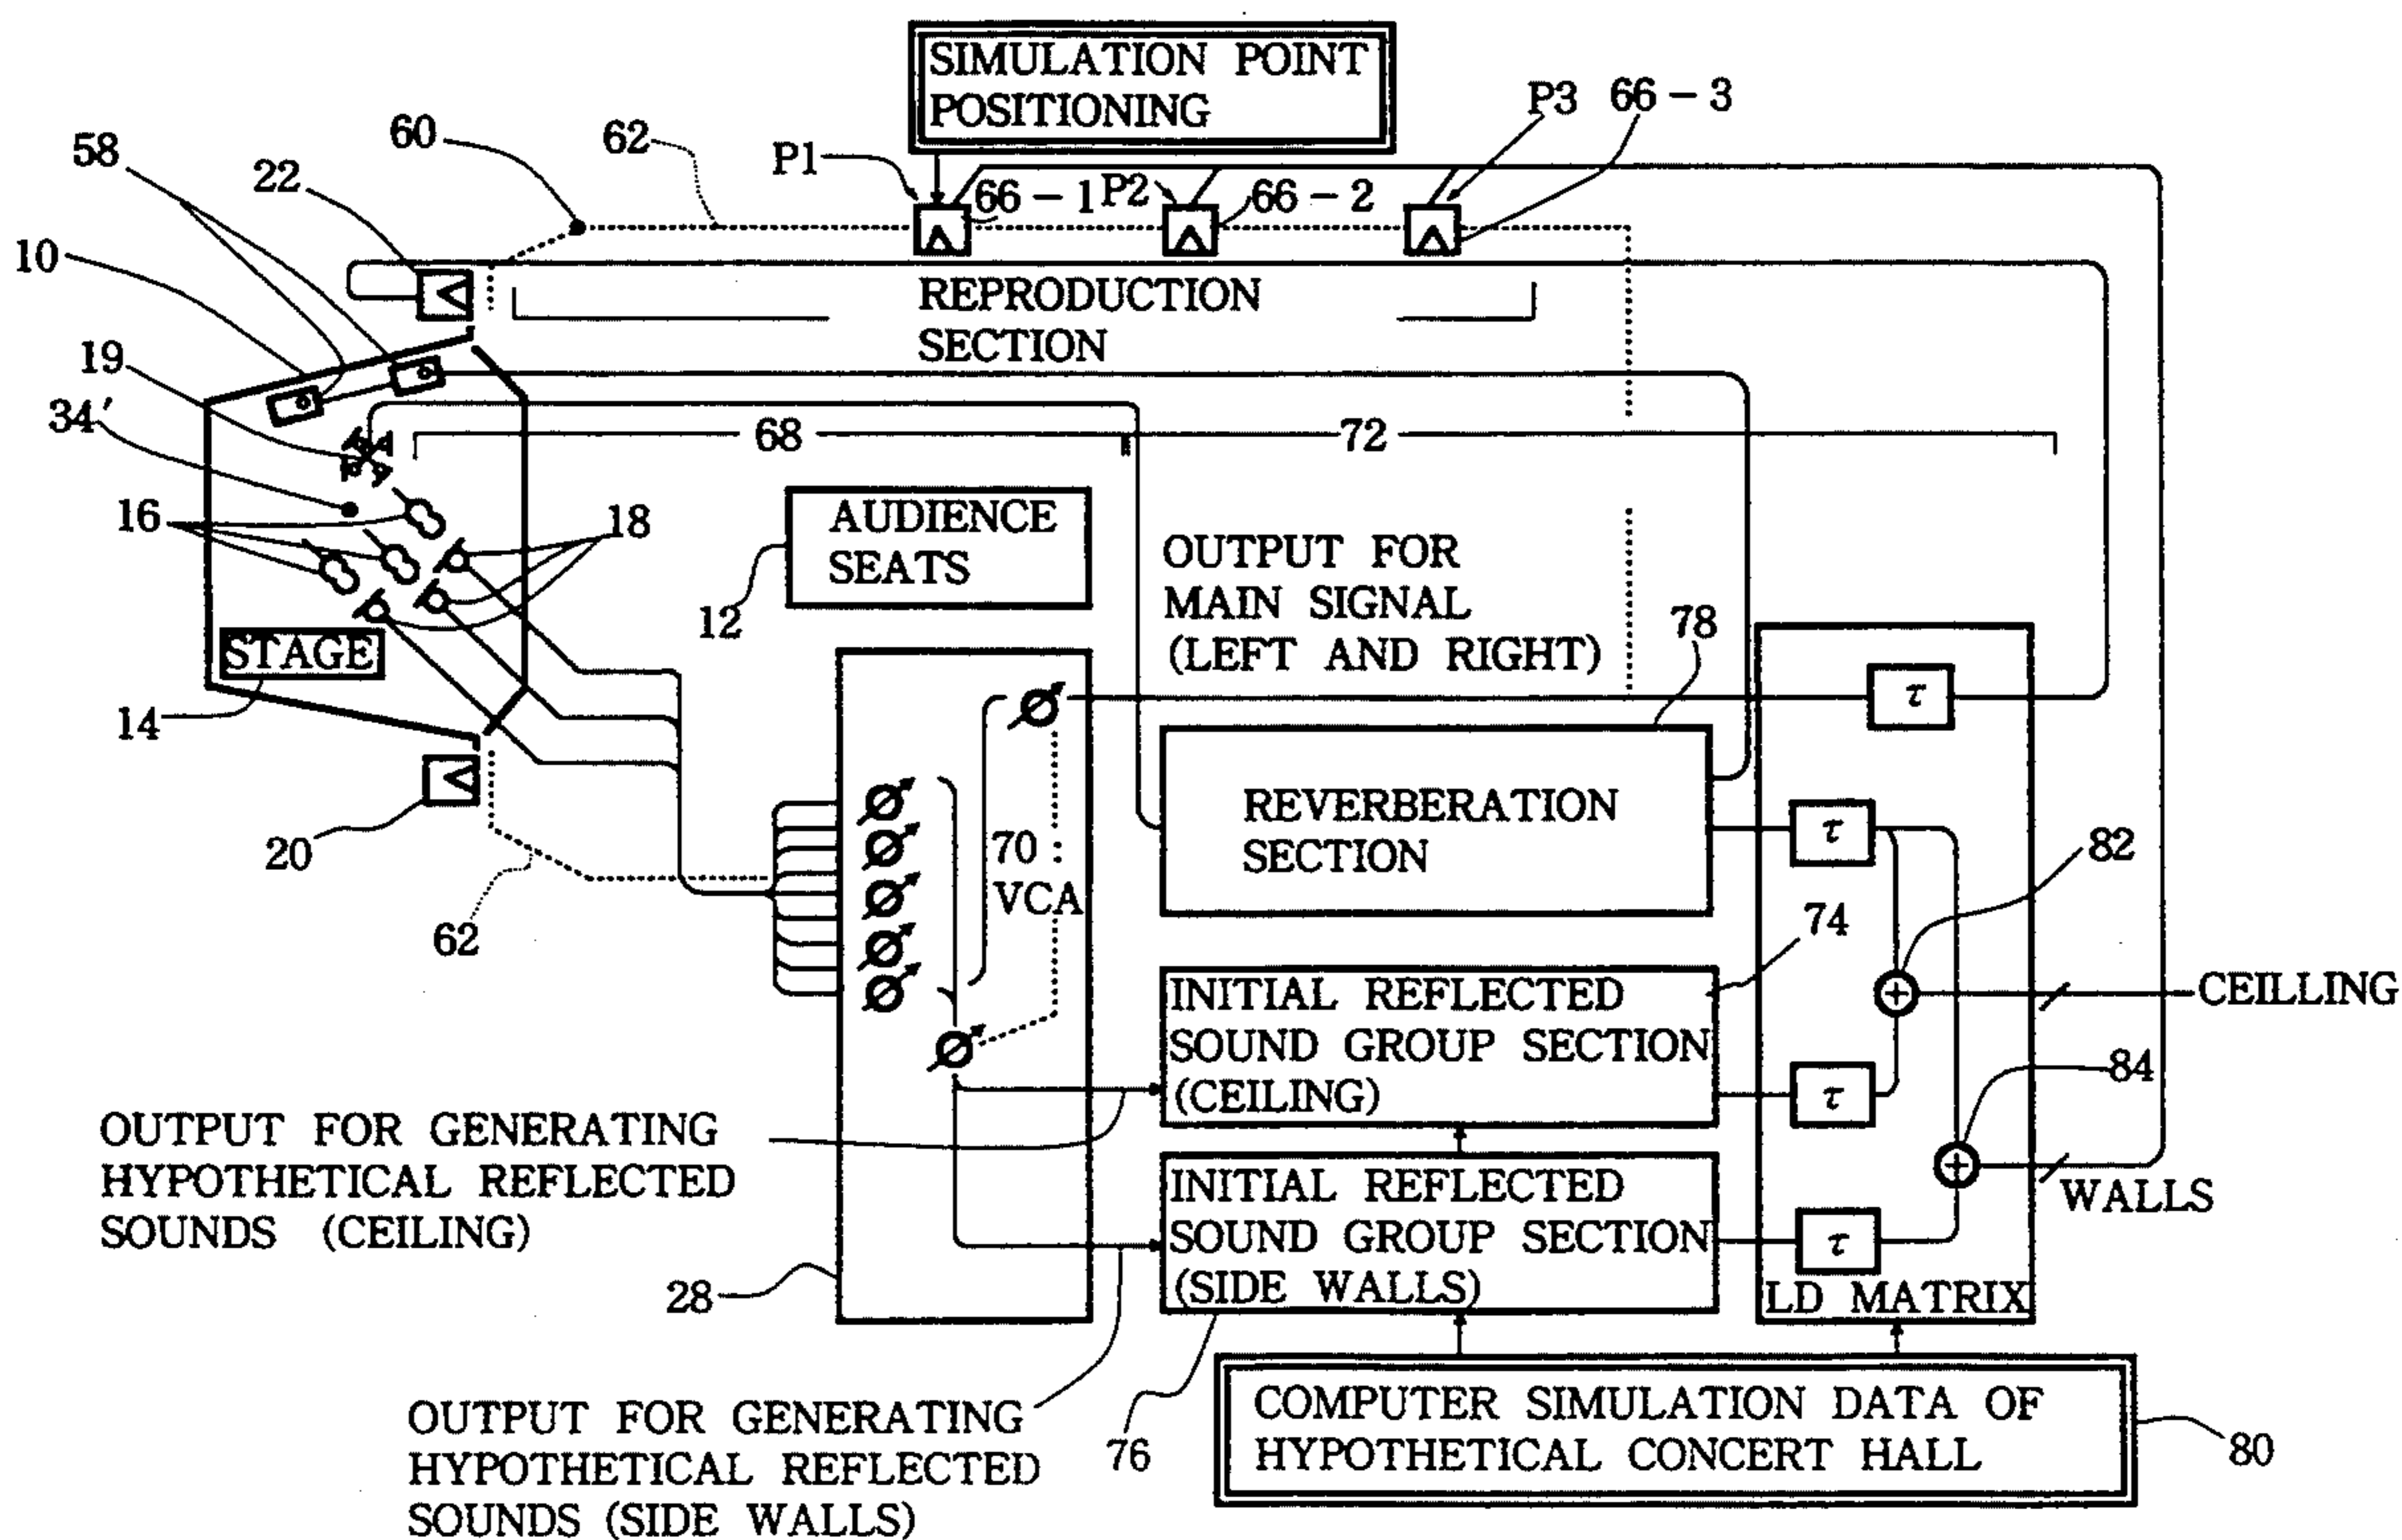 SIMULATION POINT
POSITIONING
P3 66-3
60
62
58
22
P1
66-1
P2
66-2
10
REPRODUCTION
SECTION
19
34'
68
72
16
18
AUDIENCE
SEATS
12
OUTPUT FOR
MAIN SIGNAL
(LEFT AND RIGHT)
78
STAGE
14
τ
20
62
70
VCA
REVERBERATION
SECTION
τ
82
74
INITIAL REFLECTED
SOUND GROUP SECTION
(CEILING)
τ
CEILLING
84
OUTPUT FOR GENERATING
HYPOTHETICAL REFLECTED
SOUNDS (CEILING)
INITIAL REFLECTED
SOUND GROUP SECTION
(SIDE WALLS)
τ
WALLS
LD MATRIX
28
OUTPUT FOR GENERATING
HYPOTHETICAL REFLECTED
SOUNDS (SIDE WALLS)
76
COMPUTER SIMULATION DATA OF
HYPOTHETICAL CONCERT HALL
80